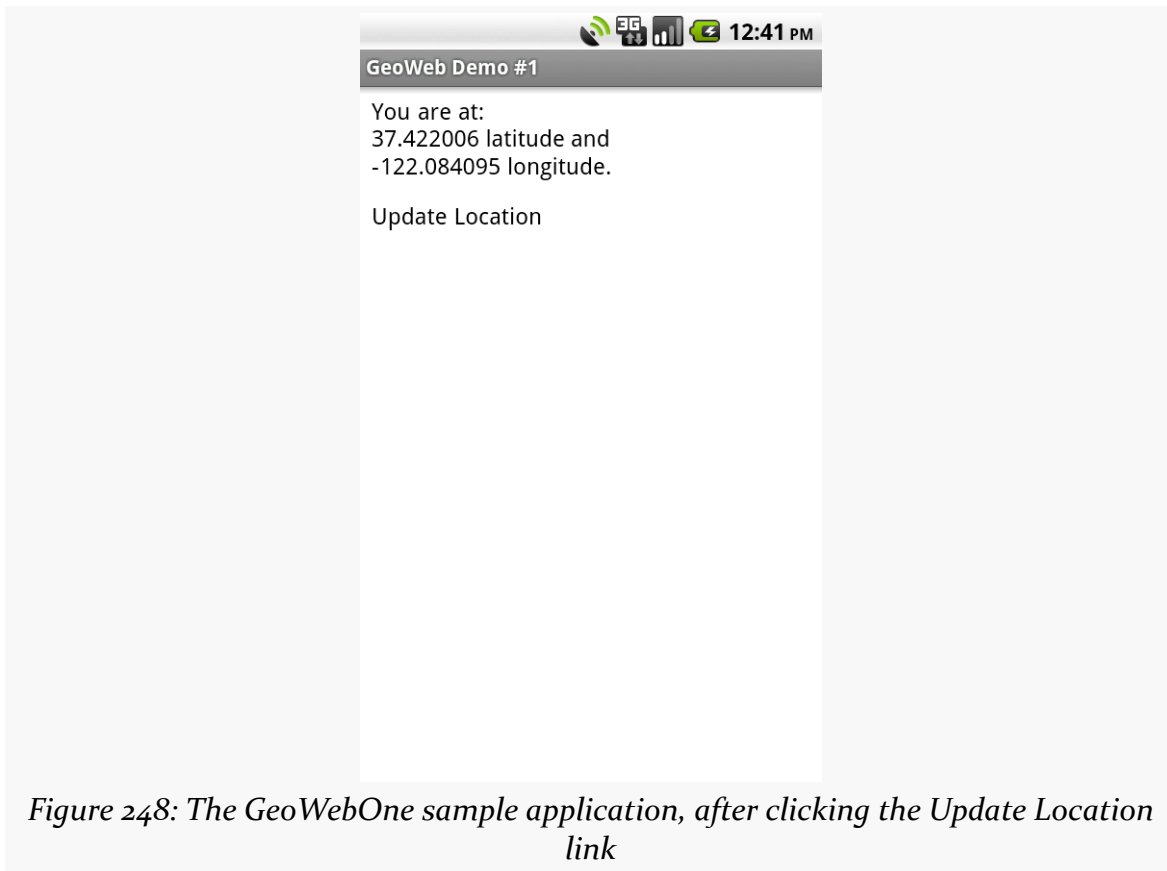 3G
12:41 PM
GeoWeb Demo #1
You are at:
37.422006 latitude and
-122.084095 longitude.
Update Location
Figure 248: The GeoWebOne sample application, after clicking the Update Location
link